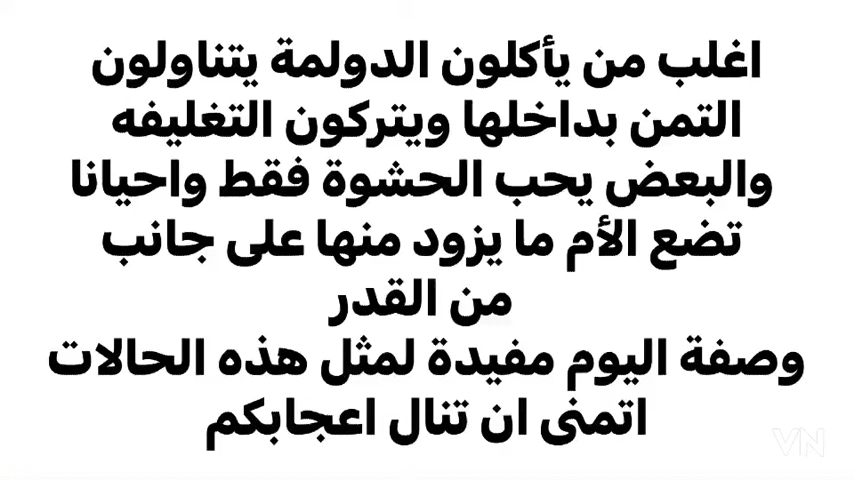 اغلب من يأكلون الدولمة يتناولون
التمن بداخلها ويتركون التغليفه
والبعض يحب الحشوة فقط واحيانا
تضع الأم ما يزود منها على جانب
من القدر
وصفة اليوم مفيدة لمثل هذه الحالات
اتمنى ان تنال اعجابكم
VN